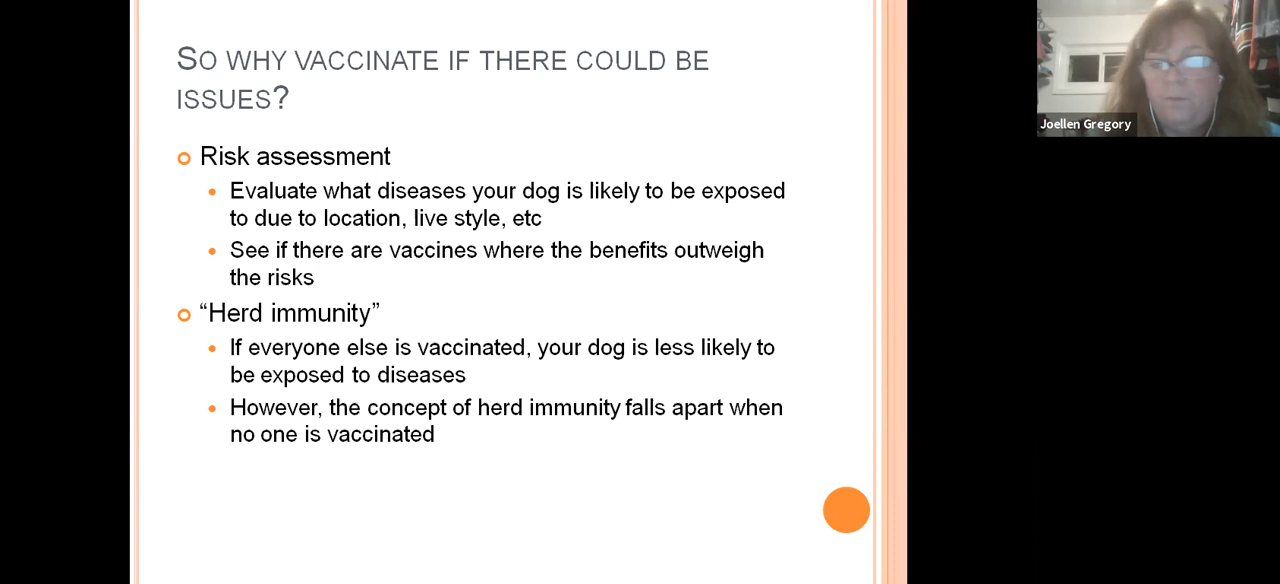 SO WHY VACCINATE IF THERE COULD BE
ISSUES?
Risk assessment
Evaluate what diseases your dog is likely to be exposed
to due to location, live style, etc
See if there are vaccines where the benefits outweigh
the risks
“Herd immunity”
If everyone else is vaccinated, your dog is less likely to
be exposed to diseases
However, the concept of herd immunity falls apart when
no one is vaccinated
Joellen Gregory